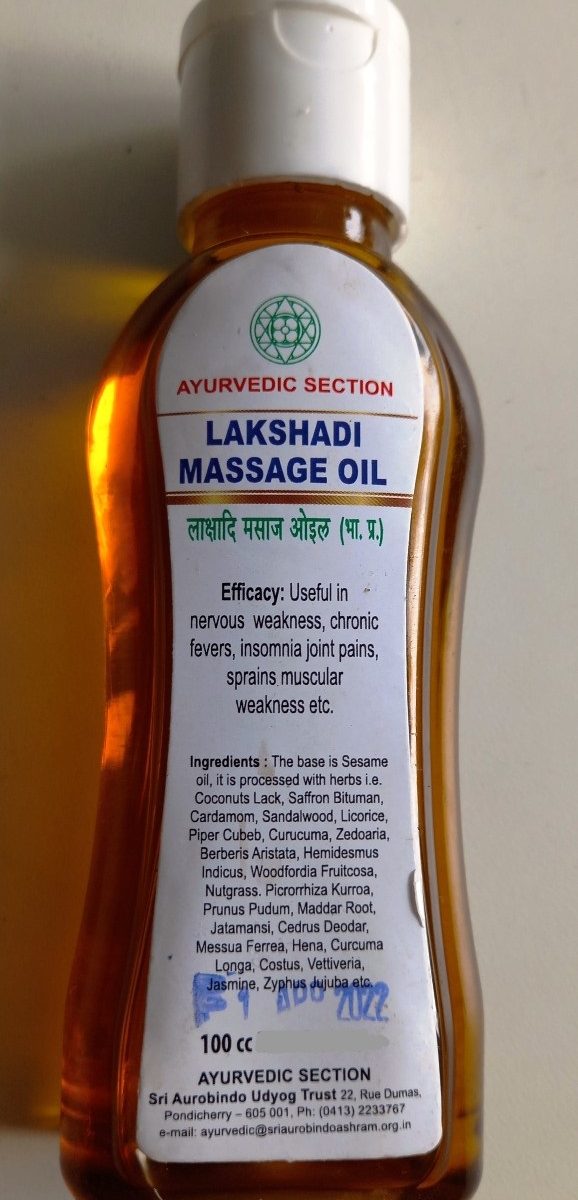 AYURVEDIC SECTION
LAKSHADI
MASSAGE OIL
लाक्षादि मसाज ओइल (भा. प्र.)
Efficacy: Useful in
nervous weakness, chronic
fevers, insomnia joint pains,
sprains muscular
weakness etc.
Ingredients : The base is Sesame
oil, it is processed with herbs i.e.
Coconuts Lack, Saffron Bituman,
Cardamom, Sandalwood, Licorice,
Piper Cubeb, Curucuma, Zedoaria,
Berberis Aristata, Hemidesmus
Indicus, Woodfordia Fruitcosa,
Nutgrass. Picrorrhiza Kurroa,
Prunus Pudum, Maddar Root,
Jatamansi, Cedrus Deodar,
Messua Ferrea, Hena, Curcuma
Longa, Costus, Vettiveria,
Jasmine, Zyphus Jujuba etc.
2022
100 cc
AYURVEDIC SECTION
Sri Aurobindo Udyog Trust 22, Rue Dumas,
Pondicherry – 605 001, Ph: (0413) 2233767
e-mail: ayurvedic@sriaurobindoashram.org.in